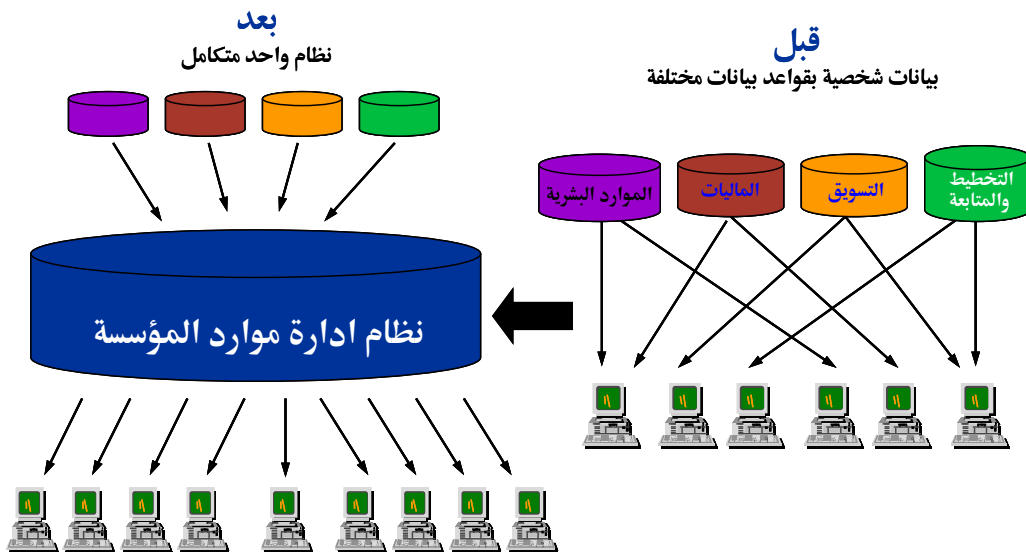 قبل
بيانات شخصية بقواعد بيانات مختلفة
التخطيط
والمتابعة
التسويق
الماليات
الموارد البشرية
بعد
نظام واحد متكامل
نظام ادارة موارد المؤسسة